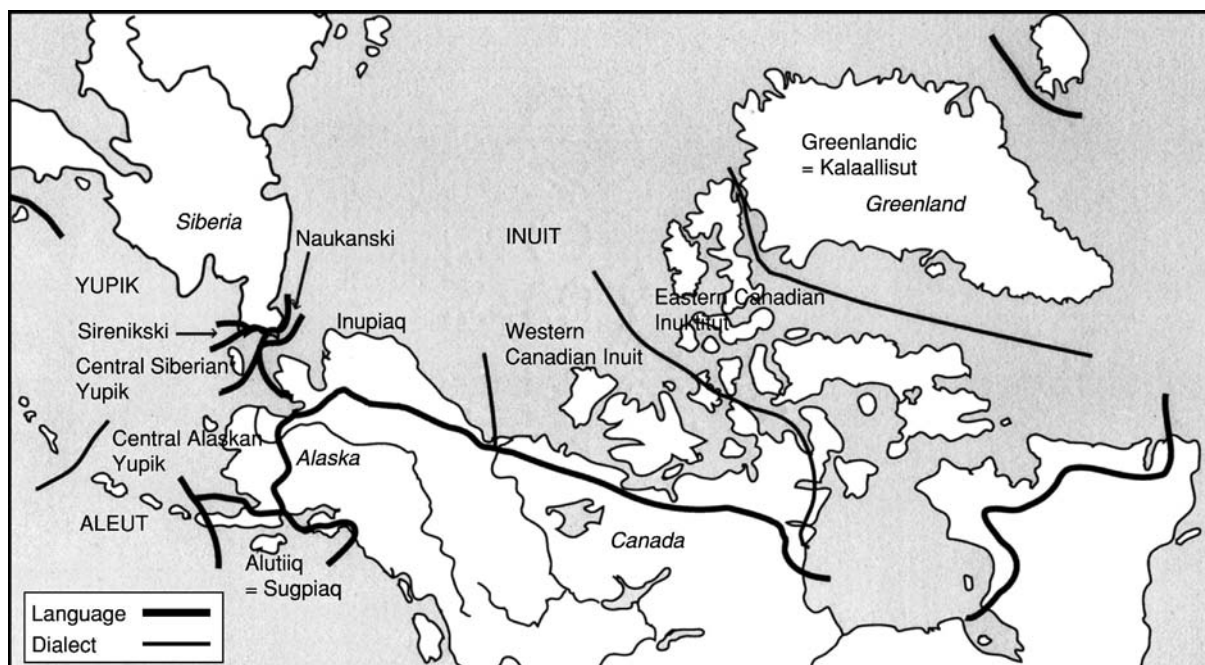 Greenlandic
= Kalaallisut
Greenland
Siberia
Naukanski
INUIT
YUPIK
Eastern Canadian
Inuktitut
Sirenikski
Inupiaq
Western
Canadian Inuit
Central Siberian
Yupik
Central Alaskan
Yupik
Alaska
ALEUT
Canada
Alutiiq
= Sugpiaq
Language
Dialect